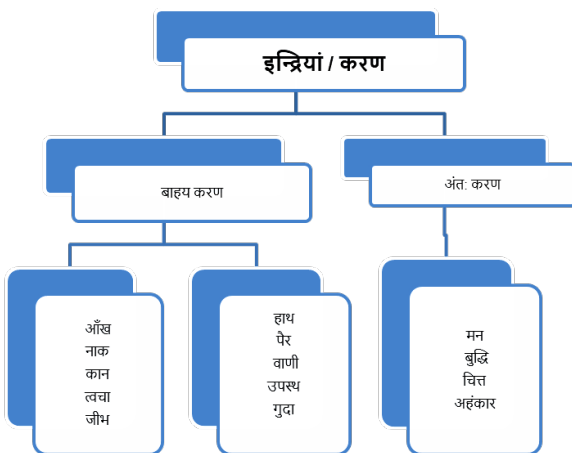 इन्द्रियां / करण
बाहय करण
अंत: करण
आँख
नाक
कान
त्वचा
जीभ
हाथ
पैर
वाणी
उपस्थ
गुदा
मन
बुद्धि
चित्त
अहंकार